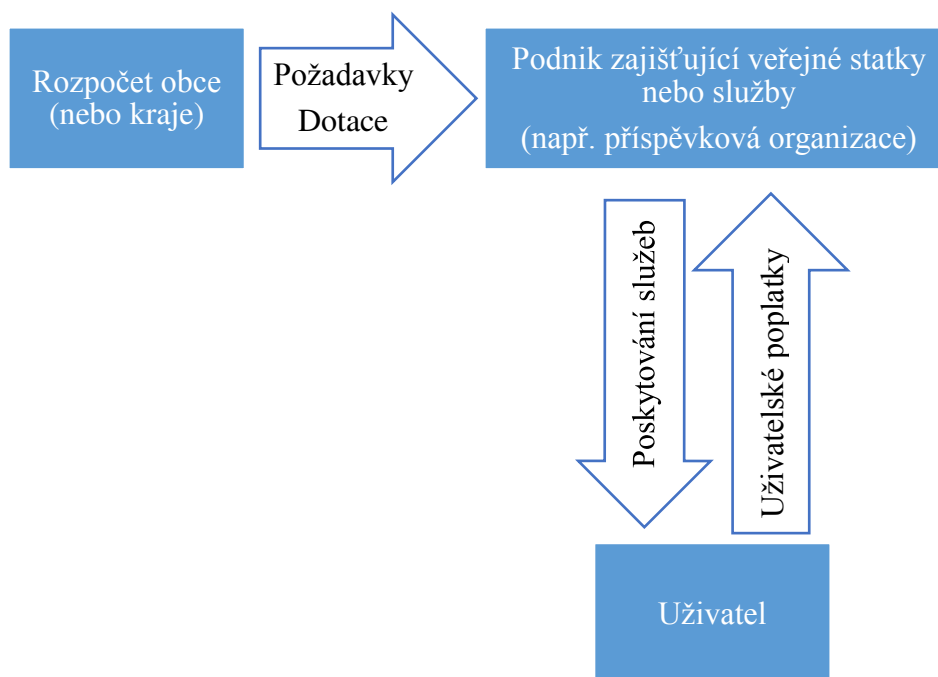 Rozpočet obce
(nebo kraje)
Požadavky
Dotace
Podnik zajišťující veřejné statky
nebo služby
(např. příspěvková organizace)
Poskytování služeb
Uživatelské poplatky
Uživatel